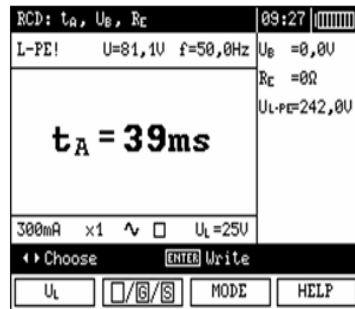 RCD: tA, UB, RE 09:27
L-PE! U=81,1V f=50,0Hz
UB =0,0V
RE =0Ω
UL-PE=242,0V
tA = 39ms
300mA x1 ∿ □ UL =25V
Choose ENTER Write
UL
□/G/S
MODE
HELP